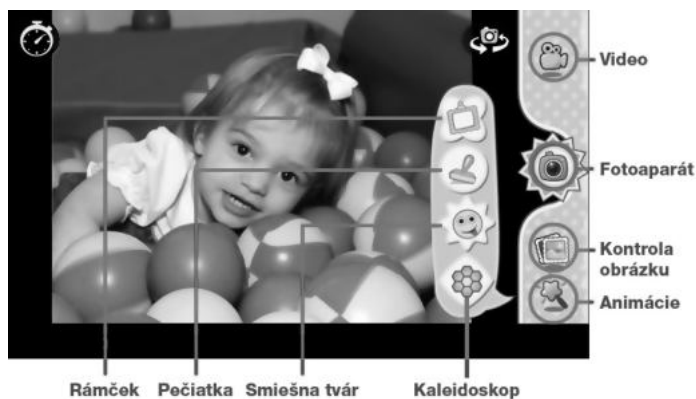 Video
Fotoaparát
Kontrola
obrázku
Animácie
Rámček Pečiatka Smiešna tvár Kaleidoskop